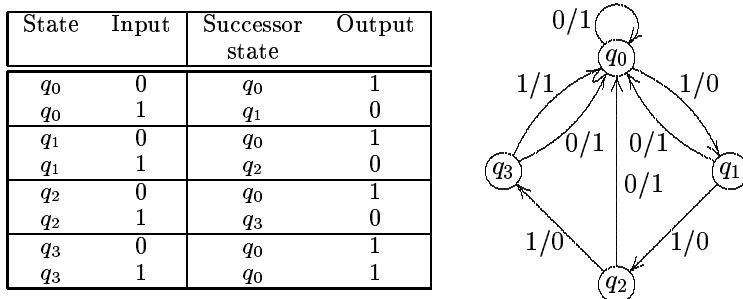 State Input Successor state Output
q0 0 q0 1
q0 1 q1 0
q1 0 q0 1
q1 1 q2 0
q2 0 q0 1
q2 1 q3 0
q3 0 q0 1
q3 1 q0 1
0/1
q0
1/1 1/0
0/1 0/1
q3 q1
0/1
1/0 1/0
q2